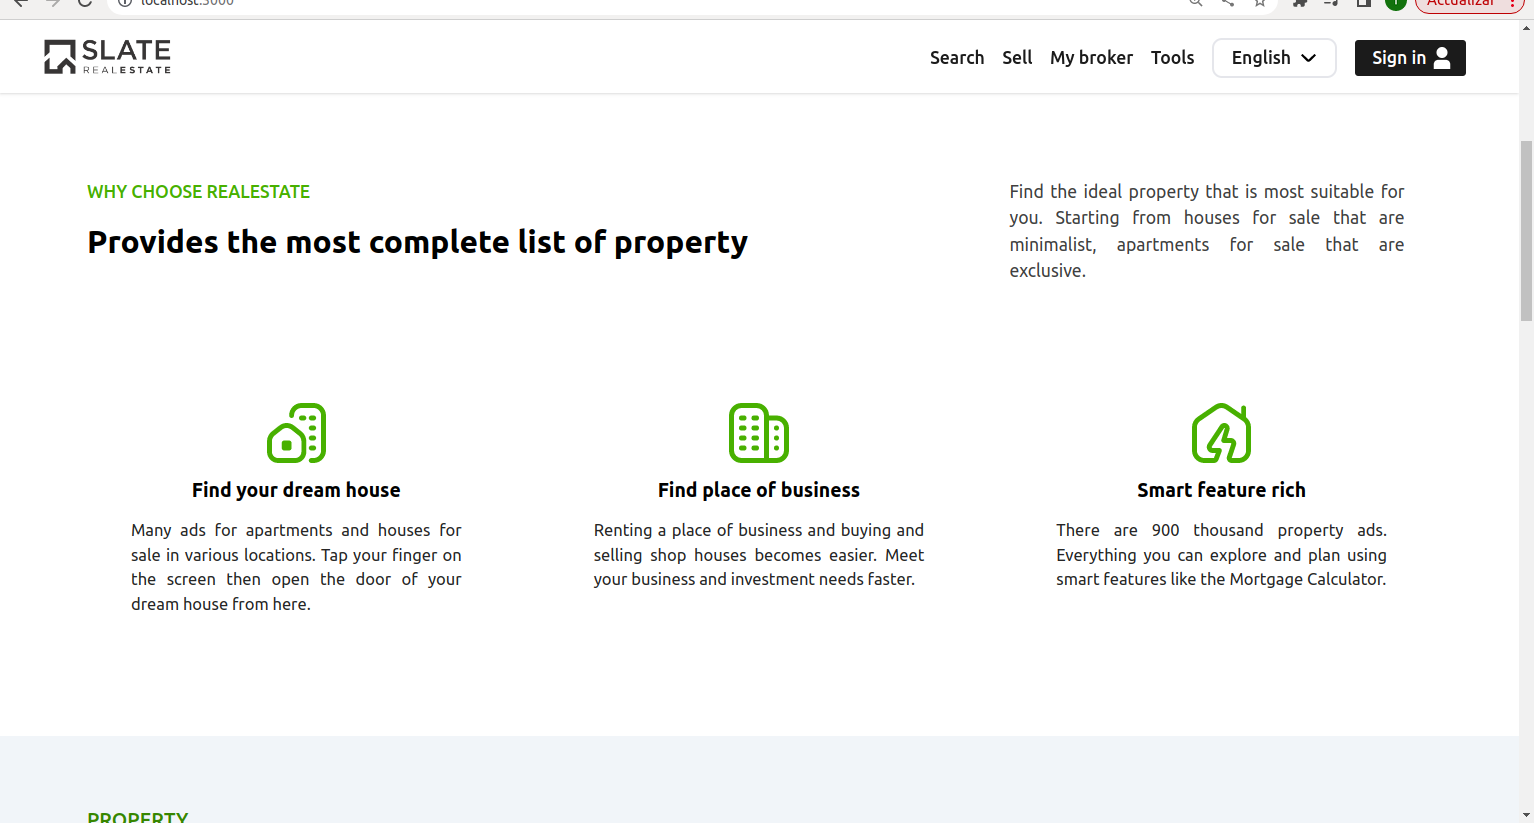 localhost:3000
Actualizar
SLATE
REALESTATE
Search Sell My broker Tools English Sign in
WHY CHOOSE REALESTATE
Provides the most complete list of property
Find the ideal property that is most suitable for
you. Starting from houses for sale that are
minimalist, apartments for sale that are
exclusive.
Find your dream house
Many ads for apartments and houses for
sale in various locations. Tap your finger on
the screen then open the door of your
dream house from here.
Find place of business
Renting a place of business and buying and
selling shop houses becomes easier. Meet
your business and investment needs faster.
Smart feature rich
There are 900 thousand property ads.
Everything you can explore and plan using
smart features like the Mortgage Calculator.
PROPERTY